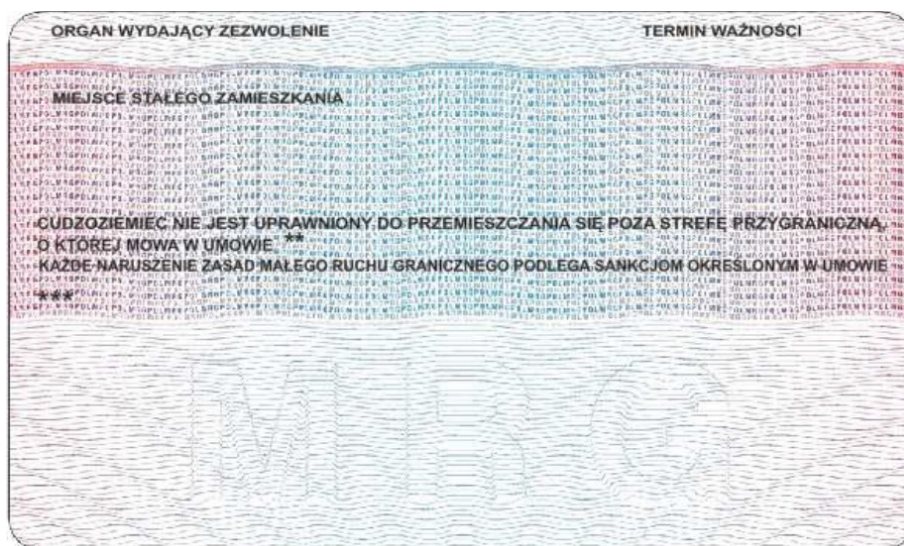 ORGAN WYDAJĄCY ZEZWOLENIE TERMIN WAŻNOŚCI
MIEJSCE STAŁEGO ZAMIESZKANIA
CUDZOZIEMIEC NIE JEST UPRAWNIONY DO PRZEMIESZCZANIA SIĘ POZA STREFĘ PRZYGRANICZNĄ,
O KTÓREJ MOWA W UMOWIE **
KAŻDE NARUSZENIE ZASAD MAŁEGO RUCHU GRANICZNEGO PODLEGA SANKCJOM OKREŚLONYM W UMOWIE
***
MRG